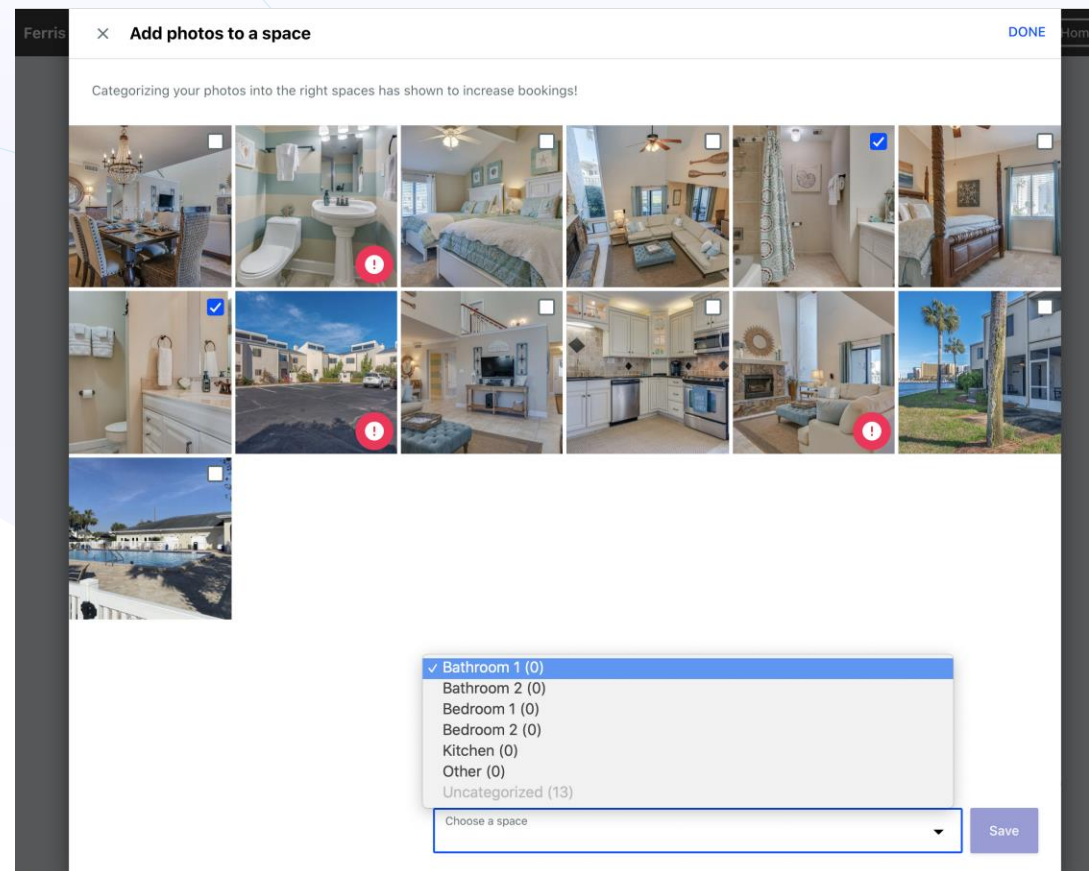 Ferris
Add photos to a space
DONE
Hom
Categorizing your photos into the right spaces has shown to increase bookings!
Bathroom 1 (0)
Bathroom 2 (0)
Bedroom 1 (0)
Bedroom 2 (0)
Kitchen (0)
Other (0)
Uncategorized (13)
Choose a space
Save